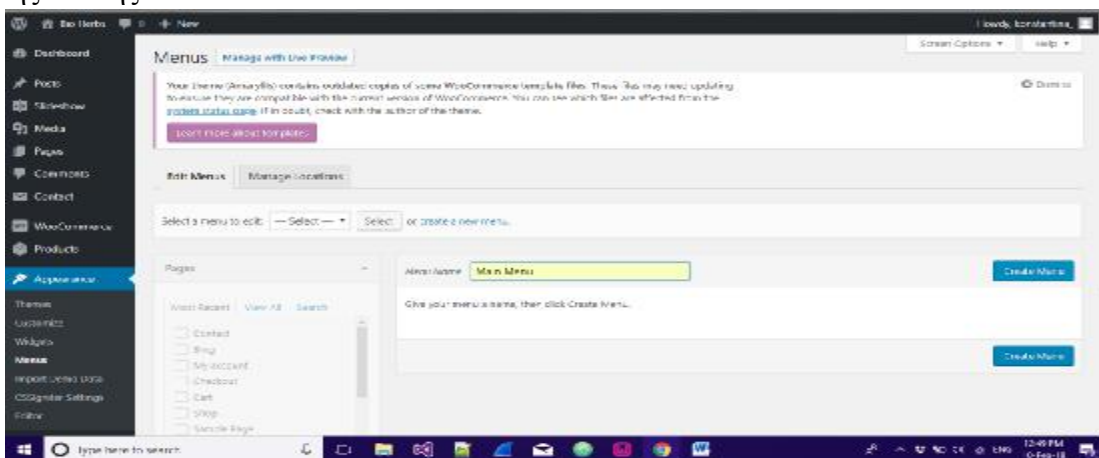 Bio Herbs 0 + New Howdy, konstantina,
Screen Options Help
Dashboard
Posts
Slideshow
Media
Pages
Comments
Contact
WooCommerce
Products
Appearance
Themes
Customize
Widgets
Menus
Import Demo Data
CSSIgniter Settings
Editor
Menus Manage with Live Preview
Your theme (Amaryllis) contains outdated copies of some WooCommerce template files. These files may need updating
to ensure they are compatible with the current version of WooCommerce. You can see which files are affected from the
system status page. If in doubt, check with the author of the theme.
Dismiss
Learn more about templates
Edit Menus Manage Locations
Select a menu to edit: — Select — Select or create a new menu.
Pages
Most Recent View All Search
Contact
Blog
My account
Checkout
Cart
Shop
Sample Page
Menu Name Main Menu Create Menu
Give your menu a name, then click Create Menu.
Create Menu
Type here to search
ENG 12:49 PM